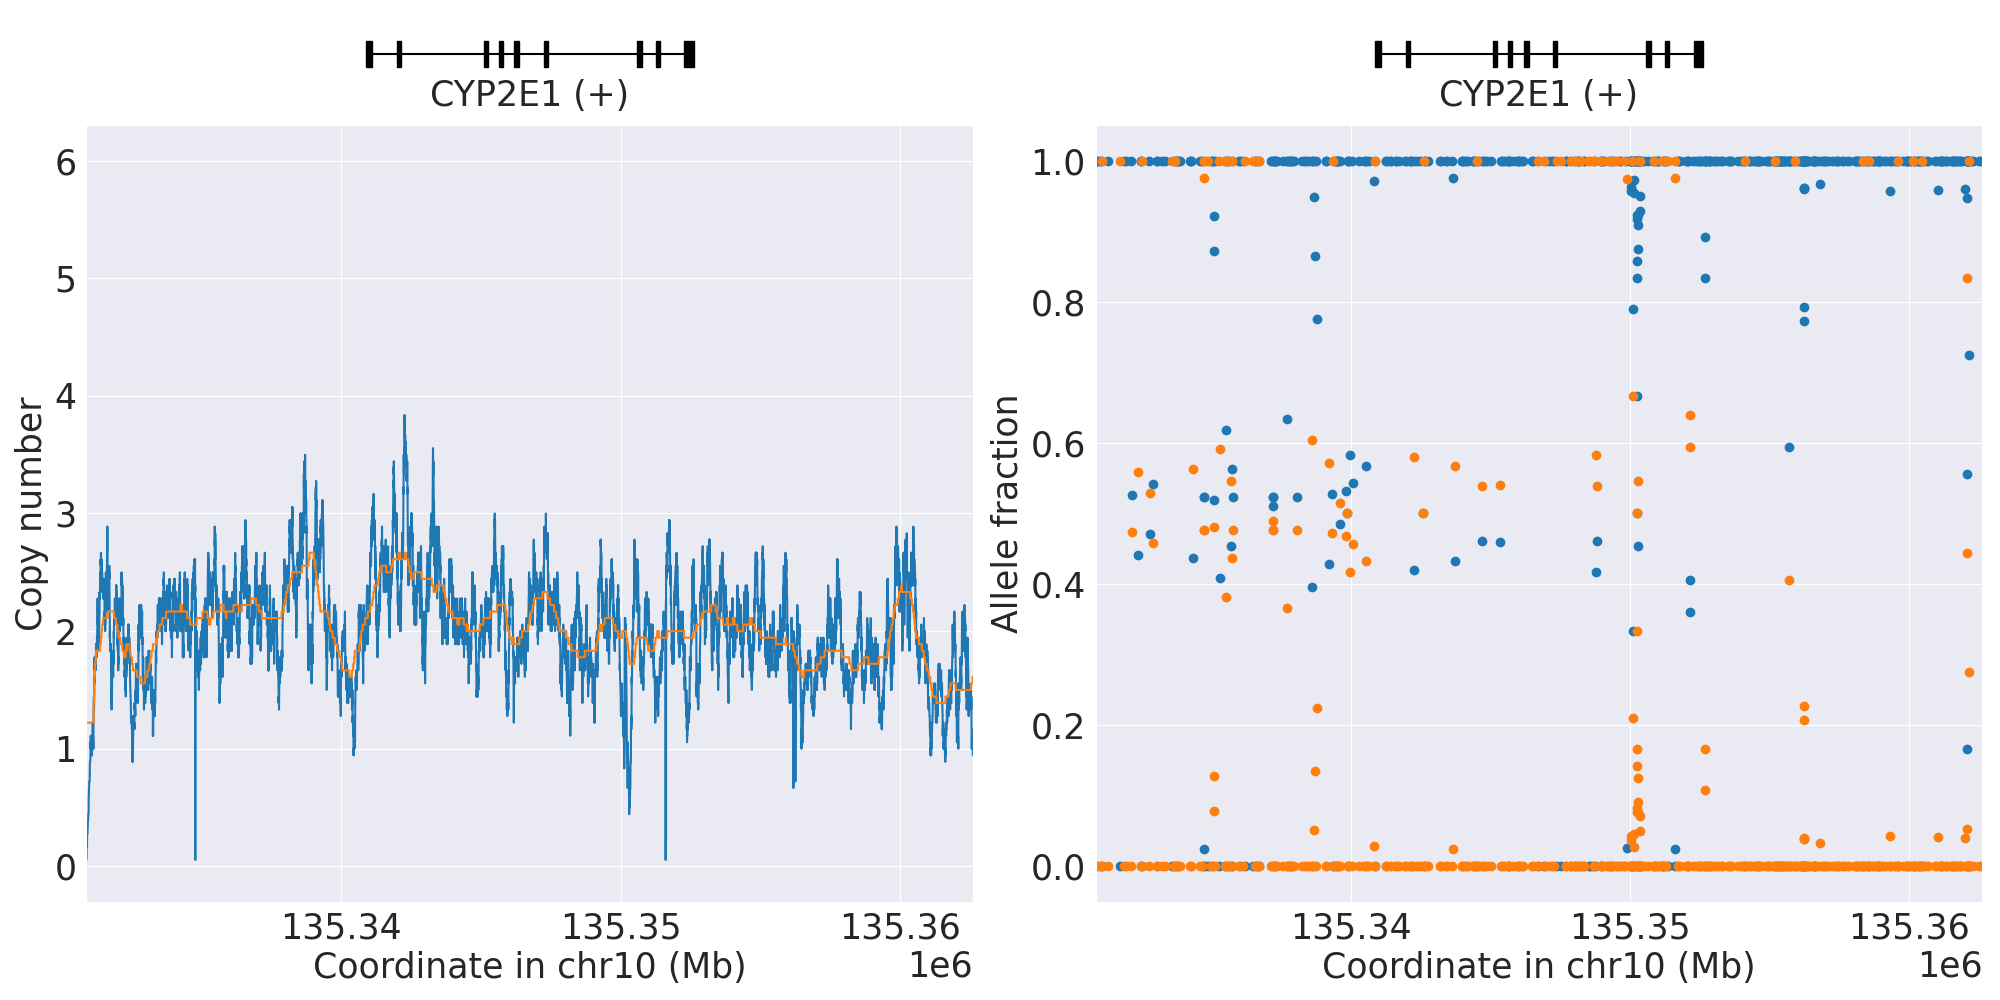 CYP2E1 (+)
6
5
4
3
2
1
0
Copy number
135.34 135.35 135.36
Coordinate in chr10 (Mb)
1e6
CYP2E1 (+)
1.0
0.8
0.6
0.4
0.2
0.0
Allele fraction
135.34 135.35 135.36
Coordinate in chr10 (Mb)
1e6